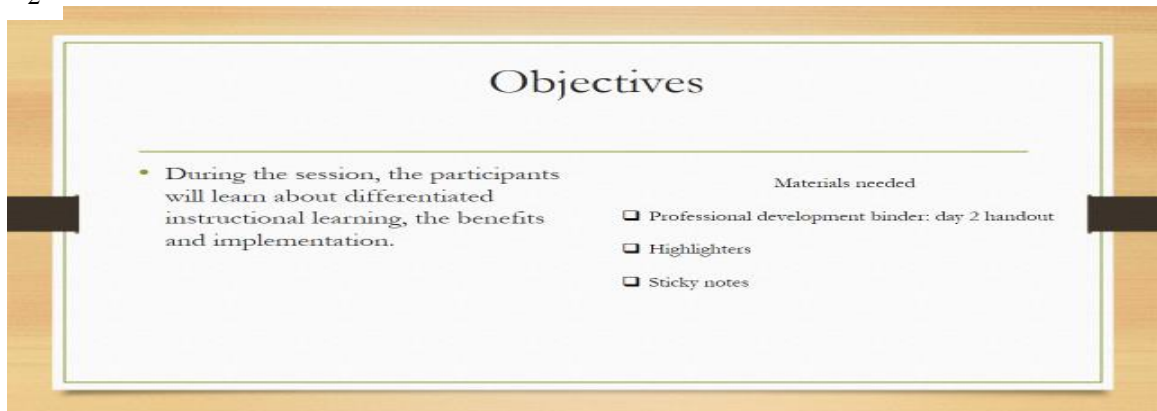 2
Objectives
• During the session, the participants
will learn about differentiated
instructional learning, the benefits
and implementation.
Materials needed
❑ Professional development binder: day 2 handout
❑ Highlighters
❑ Sticky notes